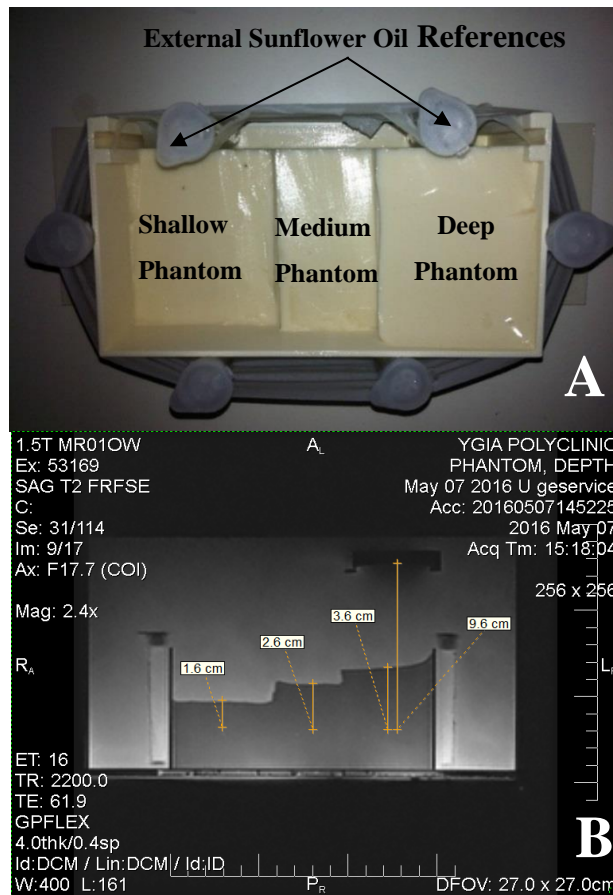 External Sunflower Oil References
Shallow
Phantom
Medium
Phantom
Deep
Phantom
A
1.5T MR01OW
Ex: 53169
SAG T2 FRFSE
C:
Se: 31/114
Im: 9/17
Ax: F17.7 (COI)
Mag: 2.4x
A L
YGIA POLYCLINIC
PHANTOM, DEPTH
May 07 2016 U geservice
Acc: 20160507145225
2016 May 07
Acq Tm: 15:18:04
256 x 256
3.6 cm
9.6 cm
2.6 cm
1.6 cm
R A
L
ET: 16
TR: 2200.0
TE: 61.9
GPFLEX
4.0thk/0.4sp
Id:DCM / Lin:DCM / Id:ID
W:400 L:161
P R
DFOV: 27.0 x 27.0cm
B